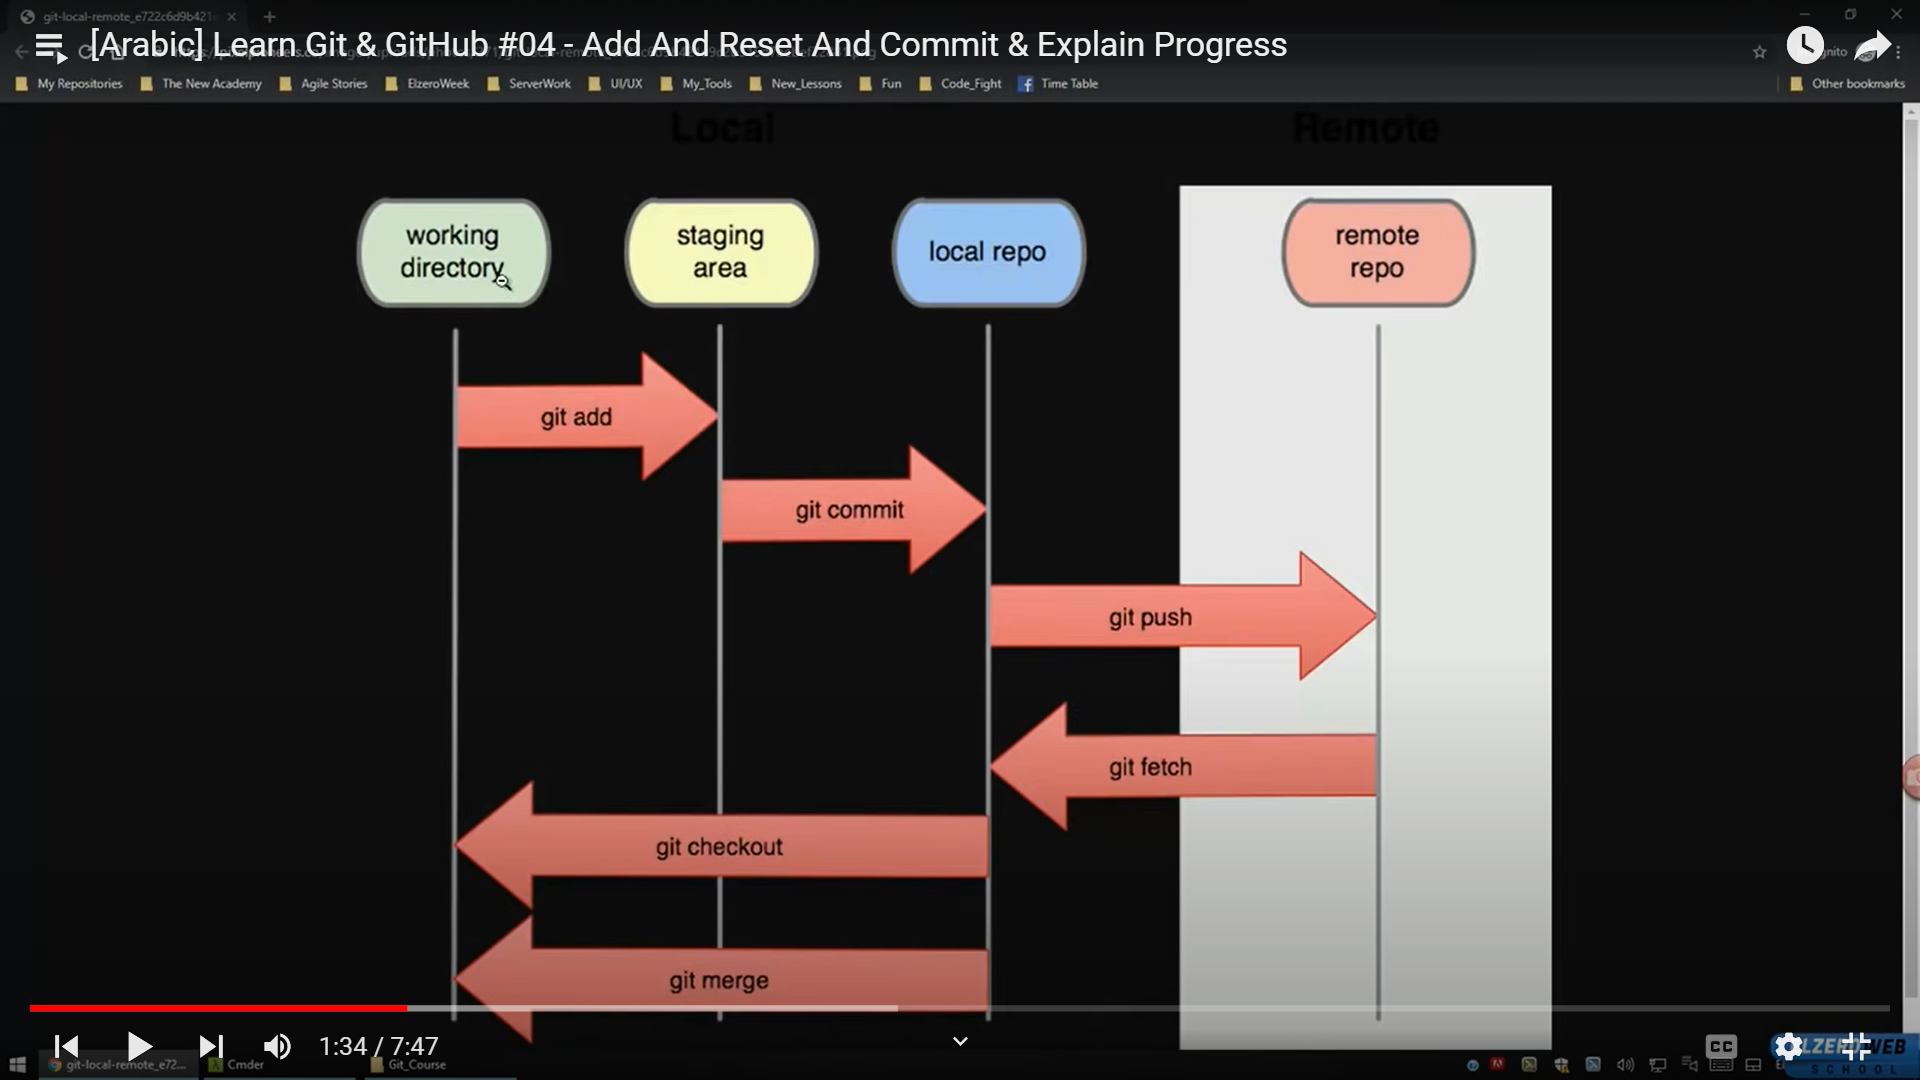 git-local-remote_e722c6d9b421
[Arabic] Learn Git & GitHub #04 - Add And Reset And Commit & Explain Progress
My Repositories
The New Academy
Agile Stories
ElzeroWeek
ServerWork
UI/UX
My_Tools
New_Lessons
Fun
Code_Fight
Time Table
Other bookmarks
Local
Remote
working
directory
staging
area
local repo
remote
repo
git add
git commit
git push
git fetch
git checkout
git merge
1:34 / 7:47
CC
git-local-remote_e72...
Cmder
Git_Course
LZEROWEB
SCHOOL